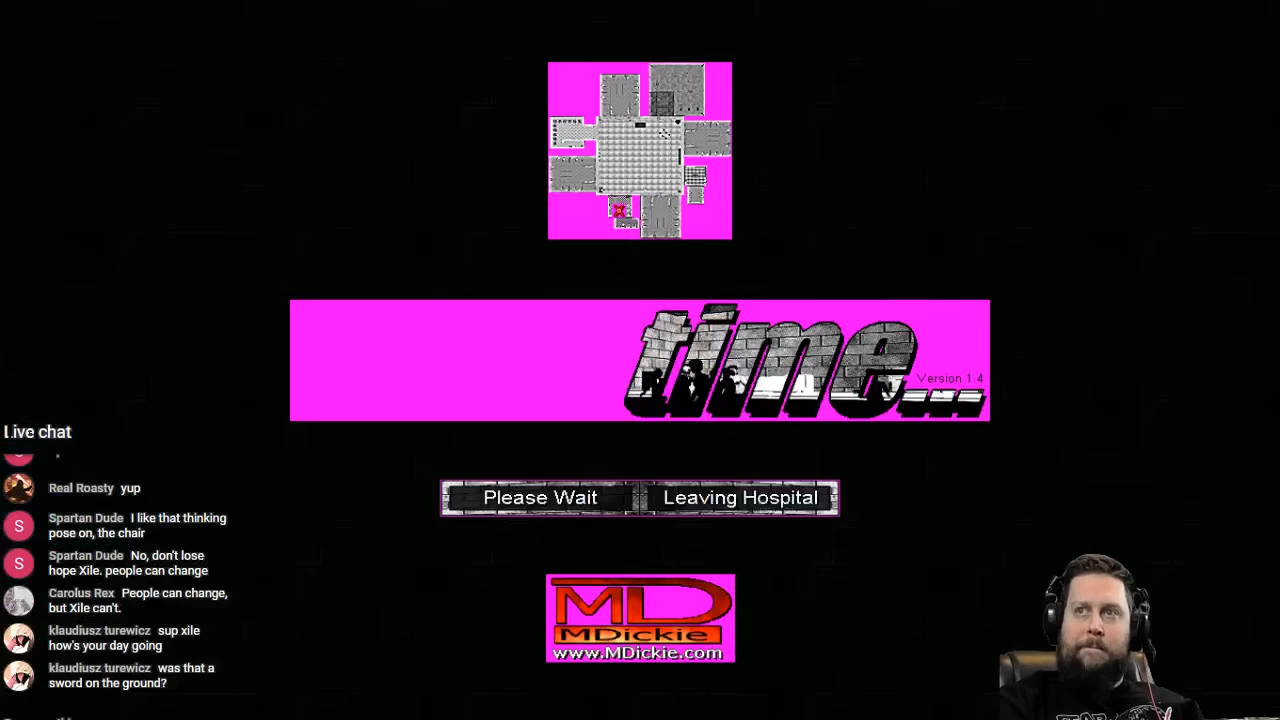 time...
Version 1.4
Please Wait
Leaving Hospital
MD
MDickie
www.MDickie.com
Live chat
Real Roasty yup
S
Spartan Dude I like that thinking
pose on, the chair
S
Spartan Dude No, don't lose
hope Xile. people can change
Carolus Rex People can change,
but Xile can't.
klaudiusz turewicz sup xile
how's your day going
klaudiusz turewicz was that a
sword on the ground?